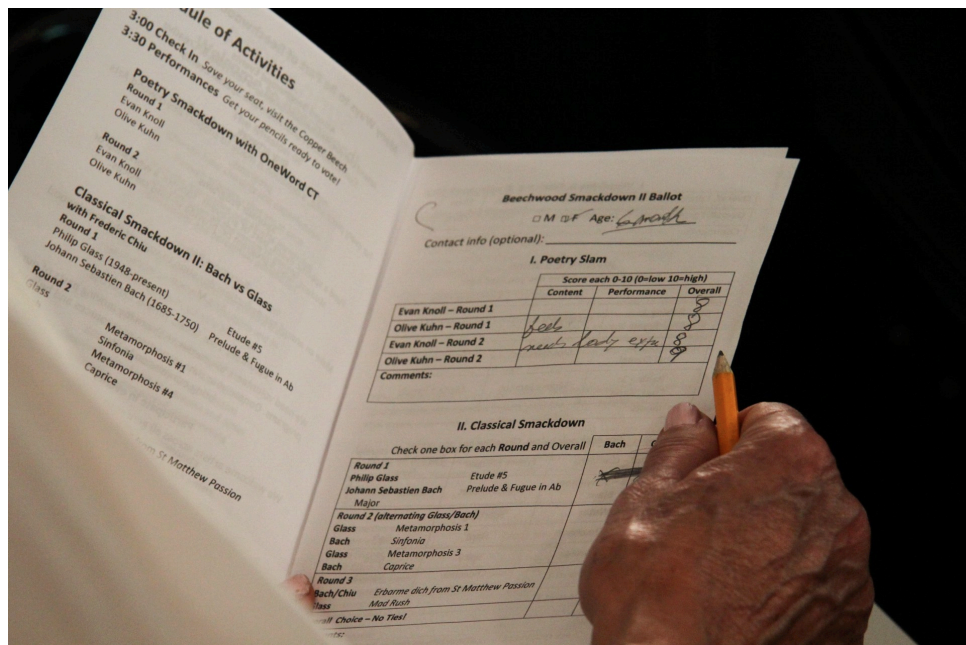 ule of Activities
3:00 Check In Save your seat, visit the Copper Beech
3:30 Performances Get your pencils ready to vote!
Poetry Smackdown with OneWord CT
Round 1
Evan Knoll
Olive Kuhn
Round 2
Evan Knoll
Olive Kuhn
Classical Smackdown II: Bach vs Glass
with Frederic Chiu
Round 1
Philip Glass (1948-present) Etude #5
Johann Sebastien Bach (1685-1750) Prelude & Fugue in Ab
Round 2
Glass Metamorphosis #1
Sinfonia
Metamorphosis #4
Caprice
from St Matthew Passion
Beechwood Smackdown II Ballot
M F Age:
Contact info (optional):
I. Poetry Slam
Score each 0-10 (0=low 10=high)
Content Performance Overall
Evan Knoll – Round 1 8
Olive Kuhn – Round 1 8
Evan Knoll – Round 2 8
Olive Kuhn – Round 2
Comments:
II. Classical Smackdown
Check one box for each Round and Overall Bach
Round 1
Philip Glass Etude #5
Johann Sebastien Bach Prelude & Fugue in Ab
Major
Round 2 (alternating Glass/Bach)
Glass Metamorphosis 1
Bach Sinfonia
Glass Metamorphosis 3
Bach Caprice
Round 3
Bach/Chiu Erbarme dich from St Matthew Passion
lass Mad Rush
all Choice – No Ties!